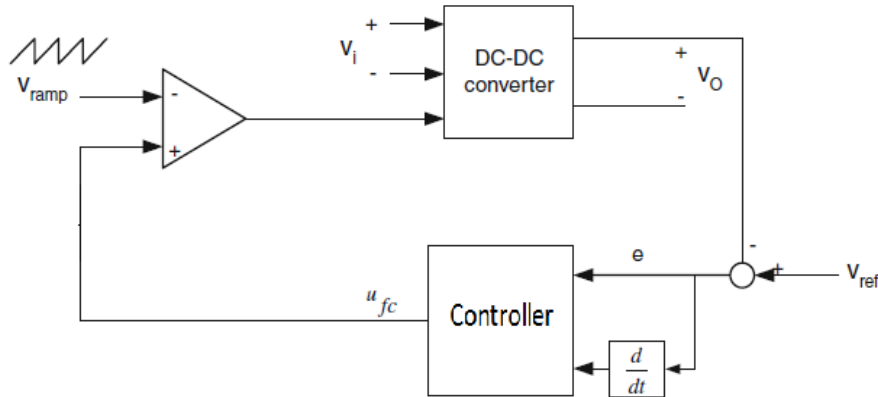 +
V_i
-
DC-DC
converter
+
V_O
-
V_ramp
-
+
-
+
V_ref
e
u_fc
Controller
d
dt